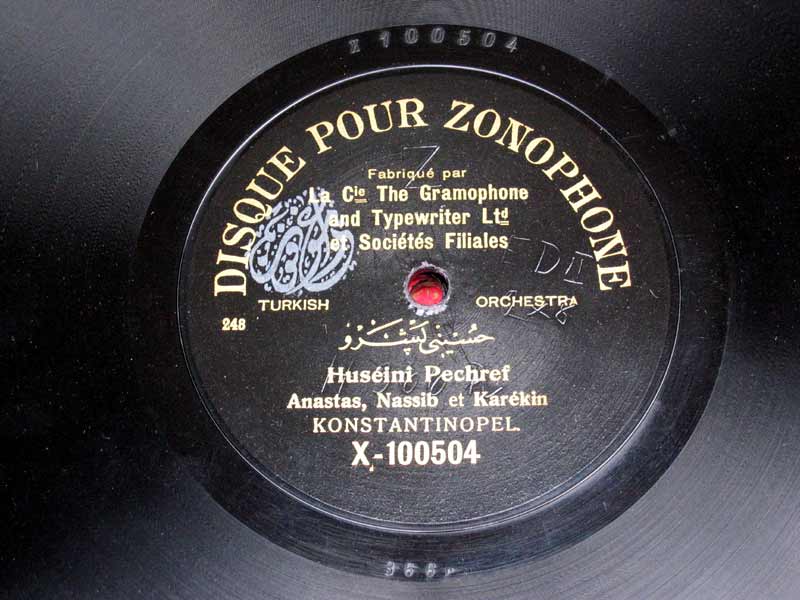 X 100504
DISQUE POUR ZONOPHONE
Fabriqué par
La Cie The Gramophone
and Typewriter Ltd
et Sociétés Filiales
TURKISH ORCHESTRA
248
حسینی پشرو
Huséini Pechref
Anastas, Nassib et Karékin
KONSTANTINOPEL
X-100504